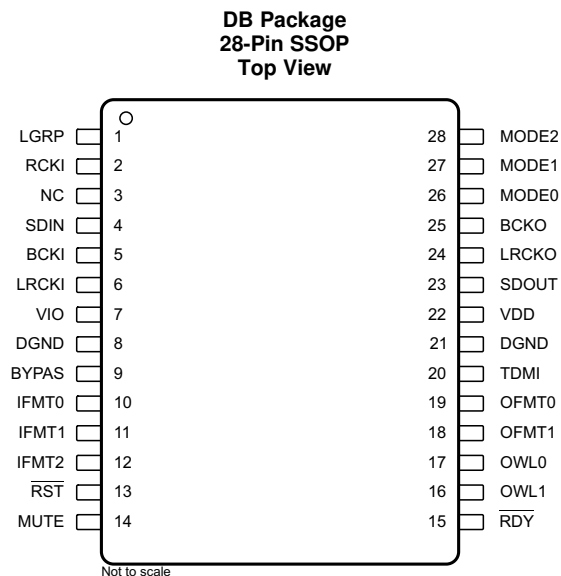 DB Package
28-Pin SSOP
Top View
LGRP 1 28 MODE2
RCKI 2 27 MODE1
NC 3 26 MODE0
SDIN 4 25 BCKO
BCKI 5 24 LRCKO
LRCKI 6 23 SDOUT
VIO 7 22 VDD
DGND 8 21 DGND
BYPAS 9 20 TDMI
IFMT0 10 19 OFMT0
IFMT1 11 18 OFMT1
IFMT2 12 17 OWL0
R̅S̅T̅ 13 16 OWL1
MUTE 14 15 R̅D̅Y̅
Not to scale